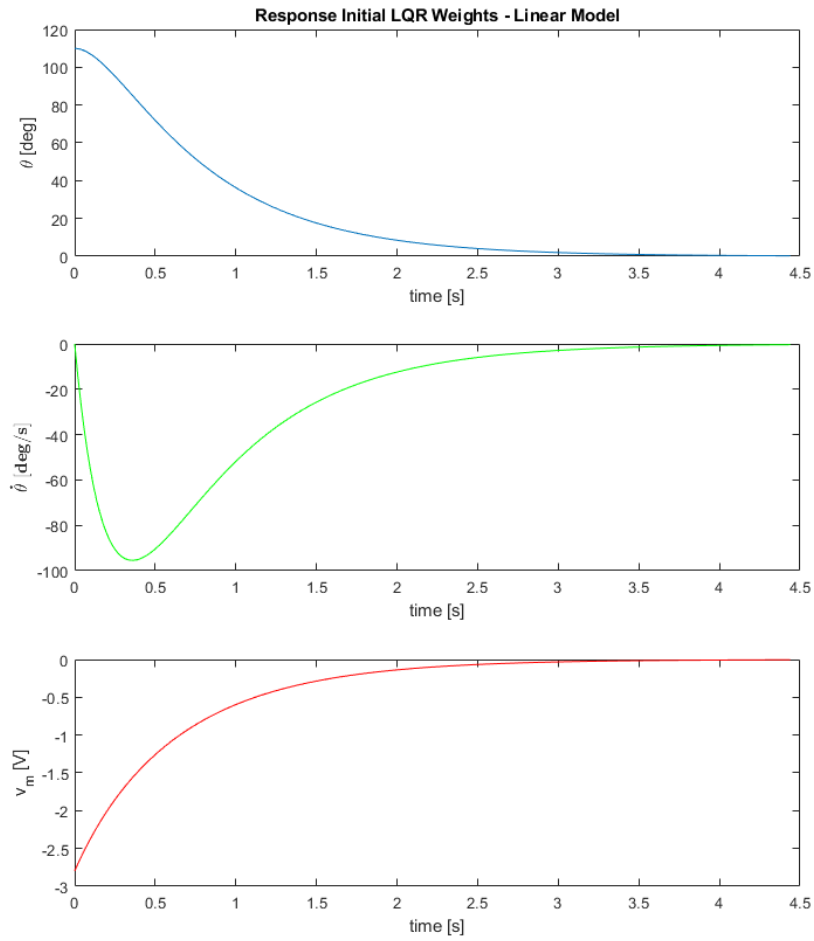 Response Initial LQR Weights - Linear Model
120
100
80
60
40
20
0
θ [deg]
0 0.5 1 1.5 2 2.5 3 3.5 4 4.5
time [s]
0
-20
-40
-60
-80
-100
θ̇ [deg/s]
0 0.5 1 1.5 2 2.5 3 3.5 4 4.5
time [s]
0
-0.5
-1
-1.5
-2
-2.5
-3
v_m [V]
0 0.5 1 1.5 2 2.5 3 3.5 4 4.5
time [s]